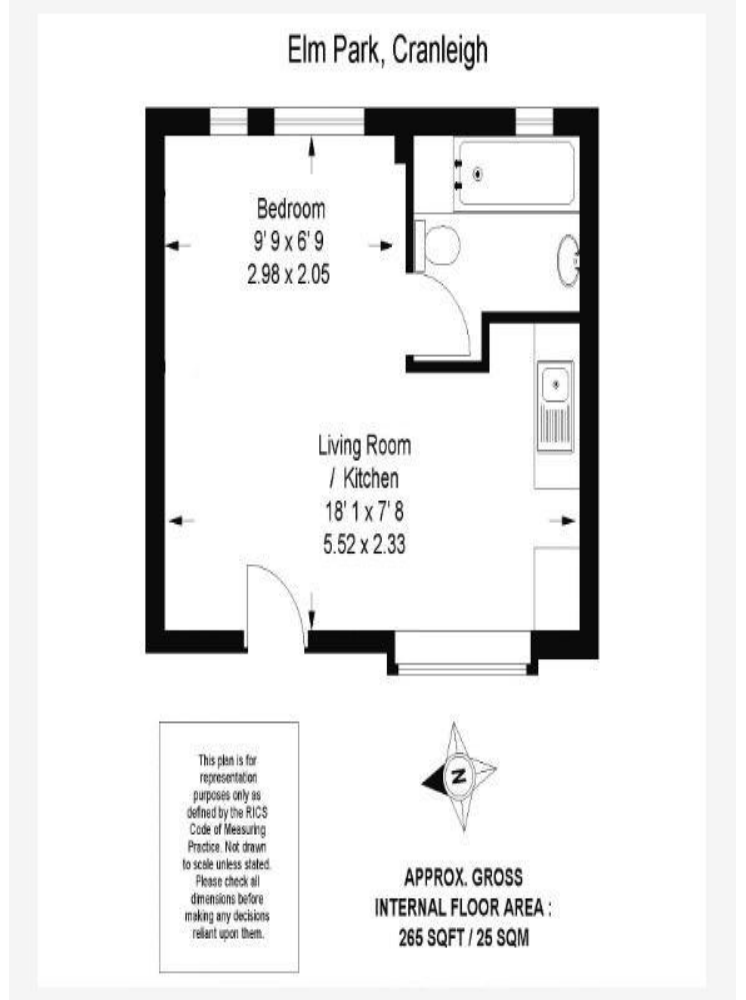 Elm Park, Cranleigh
Bedroom
9' 9 x 6' 9
2.98 x 2.05
Living Room
/ Kitchen
18' 1 x 7' 8
5.52 x 2.33
This plan is for
representation
purposes only as
defined by the RICS
Code of Measuring
Practice. Not drawn
to scale unless stated.
Please check all
dimensions before
making any decisions
reliant upon them.
N
APPROX. GROSS
INTERNAL FLOOR AREA :
265 SQFT / 25 SQM